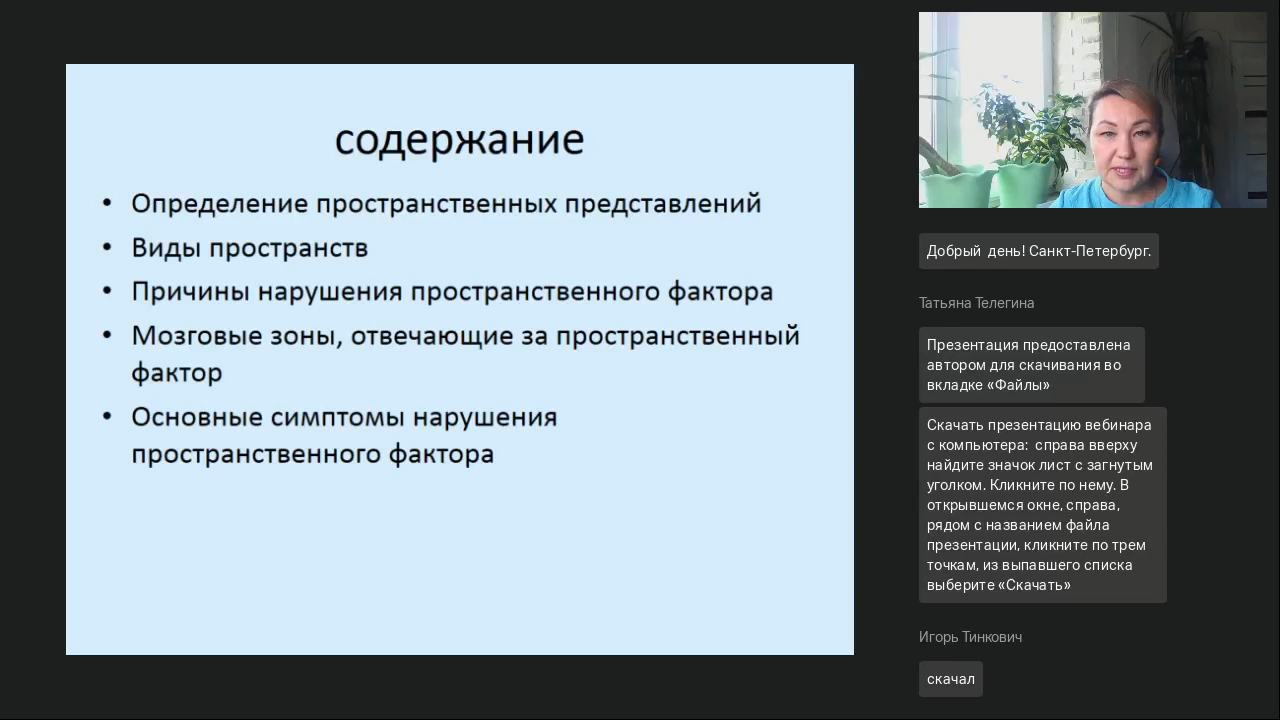 содержание
• Определение пространственных представлений
• Виды пространств
• Причины нарушения пространственного фактора
• Мозговые зоны, отвечающие за пространственный
фактор
• Основные симптомы нарушения
пространственного фактора
Добрый день! Санкт-Петербург.
Татьяна Телегина
Презентация предоставлена
автором для скачивания во
вкладке «Файлы»
Скачать презентацию вебинара
с компьютера: справа вверху
найдите значок лист с загнутым
уголком. Кликните по нему. В
открывшемся окне, справа,
рядом с названием файла
презентации, кликните по трем
точкам, из выпавшего списка
выберите «Скачать»
Игорь Тинкович
скачал